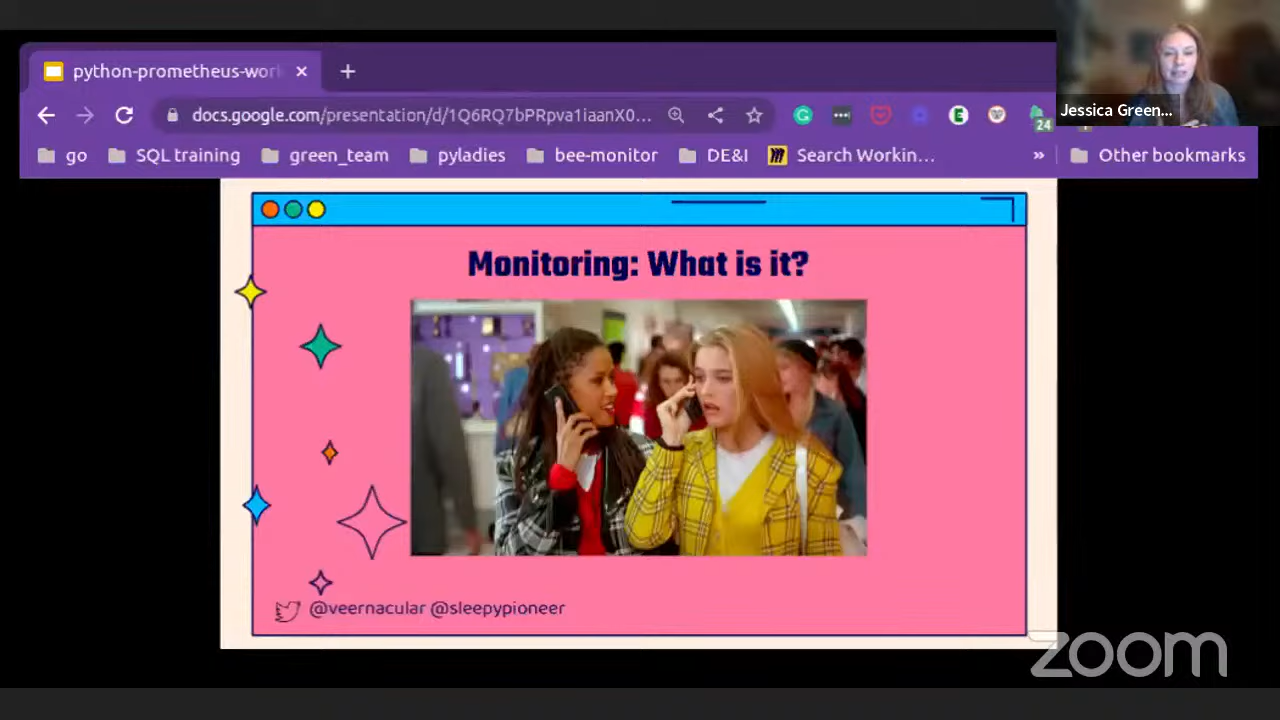 python-prometheus-wor
docs.google.com/presentation/d/1Q6RQ7bPRpva1iaanX0...
24
Jessica Green...
go
SQL training
green_team
pyladies
bee-monitor
DE&I
Search Workin...
»
Other bookmarks
Monitoring: What is it?
@veernacular @sleepypioneer
zoom